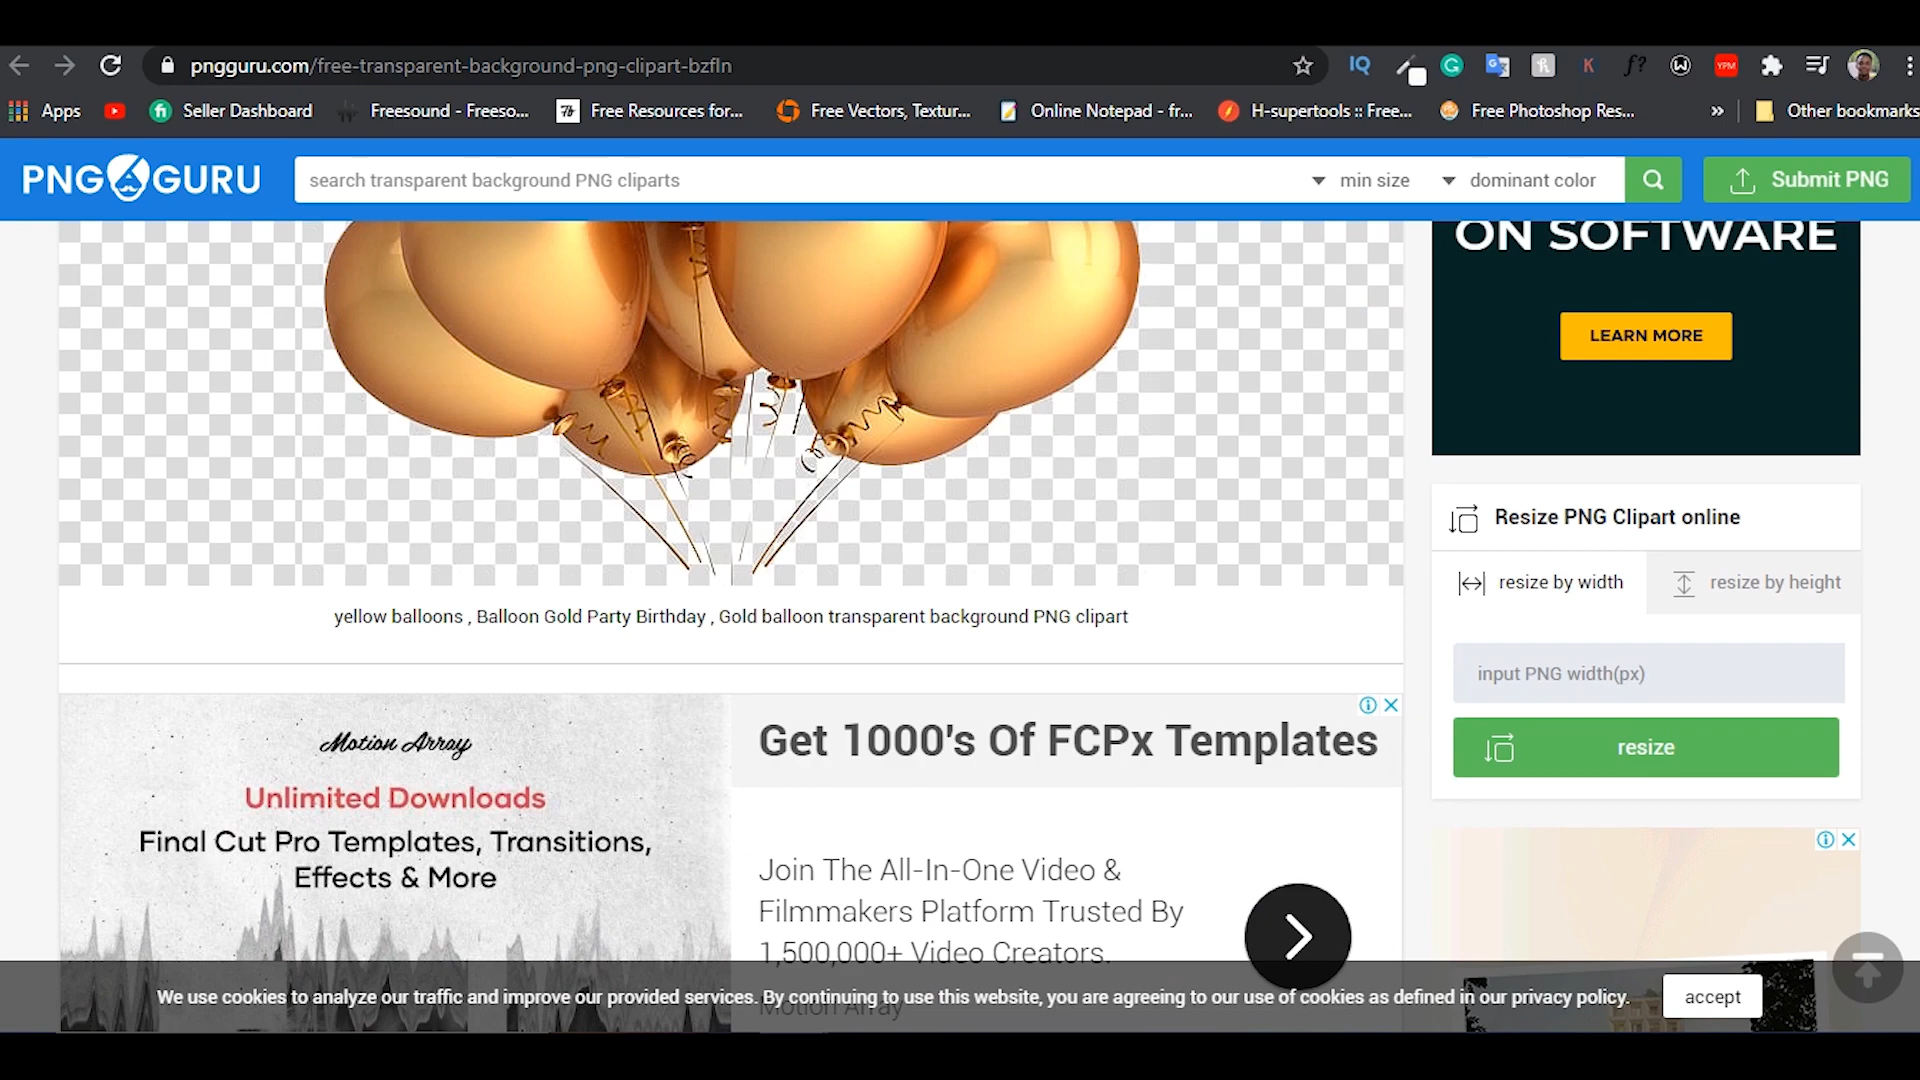 pngguru.com/free-transparent-background-png-clipart-bzfln
IQ
K
f?
YPM
Apps
Seller Dashboard
Freesound - Freeso...
Free Resources for...
Free Vectors, Textur...
Online Notepad - fr...
H-supertools :: Free...
Free Photoshop Res...
»
Other bookmarks
PNG GURU
search transparent background PNG cliparts
min size
dominant color
Submit PNG
ON SOFTWARE
LEARN MORE
yellow balloons , Balloon Gold Party Birthday , Gold balloon transparent background PNG clipart
Resize PNG Clipart online
resize by width
resize by height
input PNG width(px)
resize
Motion Array
Unlimited Downloads
Final Cut Pro Templates, Transitions,
Effects & More
Get 1000's Of FCPx Templates
Join The All-In-One Video &
Filmmakers Platform Trusted By
1,500,000+ Video Creators.
Motion Array
We use cookies to analyze our traffic and improve our provided services. By continuing to use this website, you are agreeing to our use of cookies as defined in our privacy policy.
accept